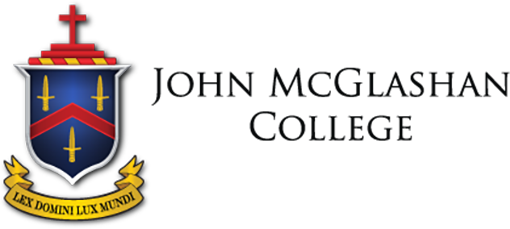 JOHN MCGLASHAN
COLLEGE
LEX DOMINI LUX MUNDI